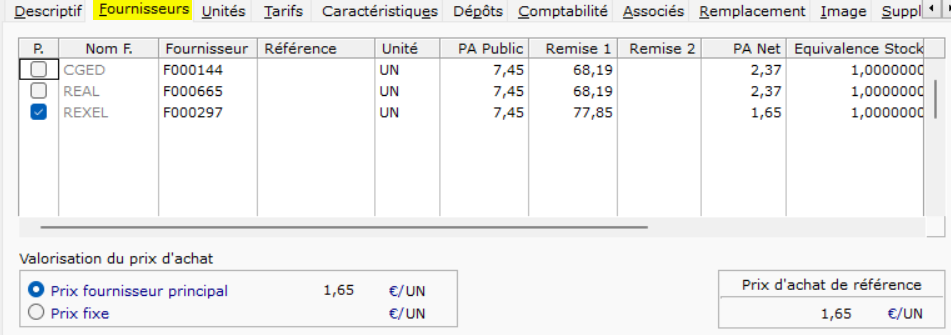 Descriptif Fournisseurs Unités Tarifs Caractéristiques Dépôts Comptabilité Associés Remplacement Image Suppl
P. Nom F. Fournisseur Référence Unité PA Public Remise 1 Remise 2 PA Net Equivalence Stock
CGED F000144 UN 7,45 68,19 2,37 1,0000000
REAL F000665 UN 7,45 68,19 2,37 1,0000000
REXEL F000297 UN 7,45 77,85 1,65 1,0000000
Valorisation du prix d'achat
Prix fournisseur principal 1,65 €/UN
Prix fixe €/UN
Prix d'achat de référence
1,65 €/UN